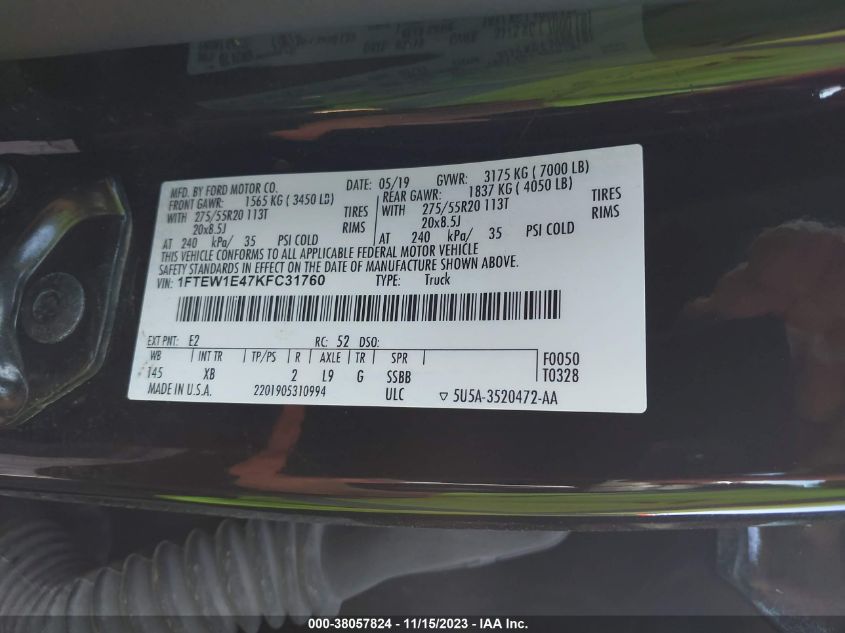 MFD. BY FORD MOTOR CO. DATE: 05/19 GVWR: 3175 KG ( 7000 LB)
FRONT GAWR: 1565 KG ( 3450 LB) REAR GAWR: 1837 KG ( 4050 LB)
WITH 275/55R20 113T TIRES WITH 275/55R20 113T TIRES
20x8.5J RIMS 20x8.5J RIMS
AT 240 kPa/ 35 PSI COLD AT 240 kPa/ 35 PSI COLD
THIS VEHICLE CONFORMS TO ALL APPLICABLE FEDERAL MOTOR VEHICLE
SAFETY STANDARDS IN EFFECT ON THE DATE OF MANUFACTURE SHOWN ABOVE.
VIN: 1FTEW1E47KFC31760 TYPE: Truck
EXT PNT: E2 RC: 52 DSO: F0050
WB INT TR TP/PS R AXLE TR SPR T0328
145 XB 2 L9 G SSBB
MADE IN U.S.A. 2201905310994 ULC ▽ 5U5A-3520472-AA
000-38057824 - 11/15/2023 - IAA Inc.